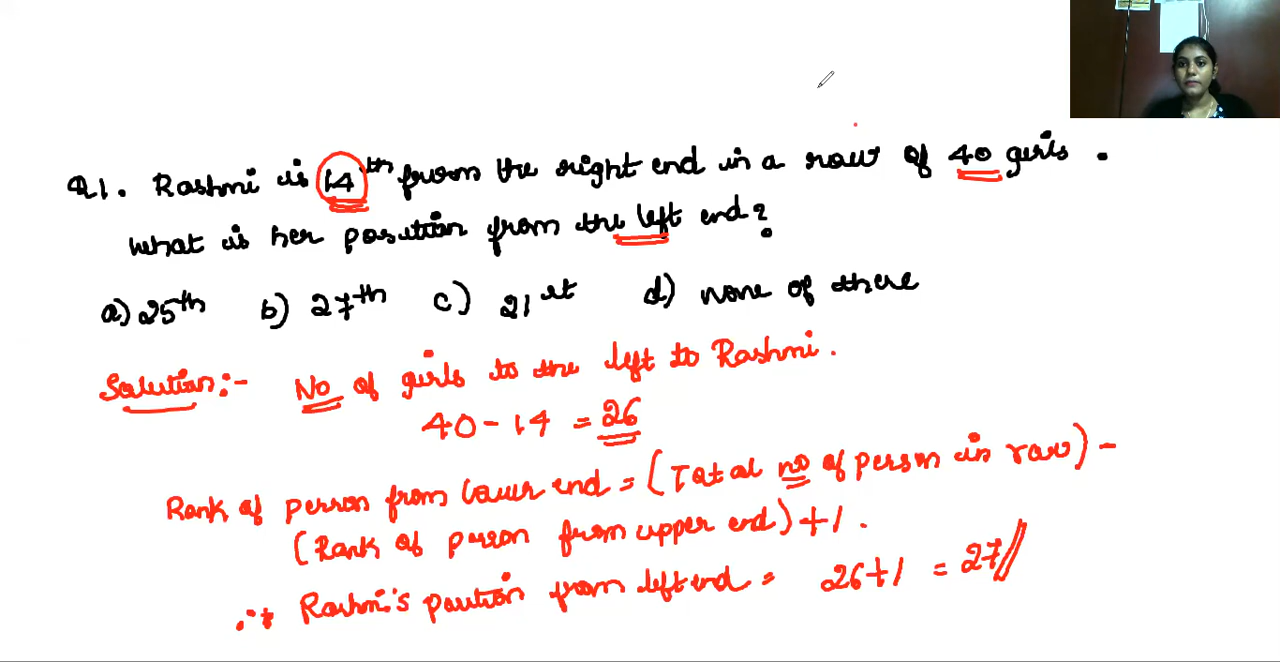 Q1. Rashmi is 14th from the right end in a row of 40 girls.
What is her position from the left end?
a) 25th b) 27th c) 21st d) none of there
Solution:- No of girls to the left to Rashmi.
40 - 14 = 26
Rank of person from lower end = (Total no of person in row) -
(Rank of person from upper end) + 1.
∴ Rashmi's position from left end = 26+1 = 27//